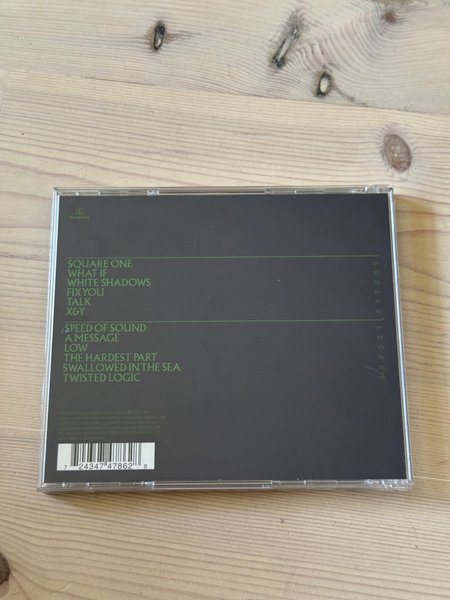 Parlophone
SQUARE ONE
WHAT IF
WHITE SHADOWS
FIX YOU
TALK
X&Y
SPEED OF SOUND
A MESSAGE
LOW
THE HARDEST PART
SWALLOWED IN THE SEA
TWISTED LOGIC
7 24347 47862 8